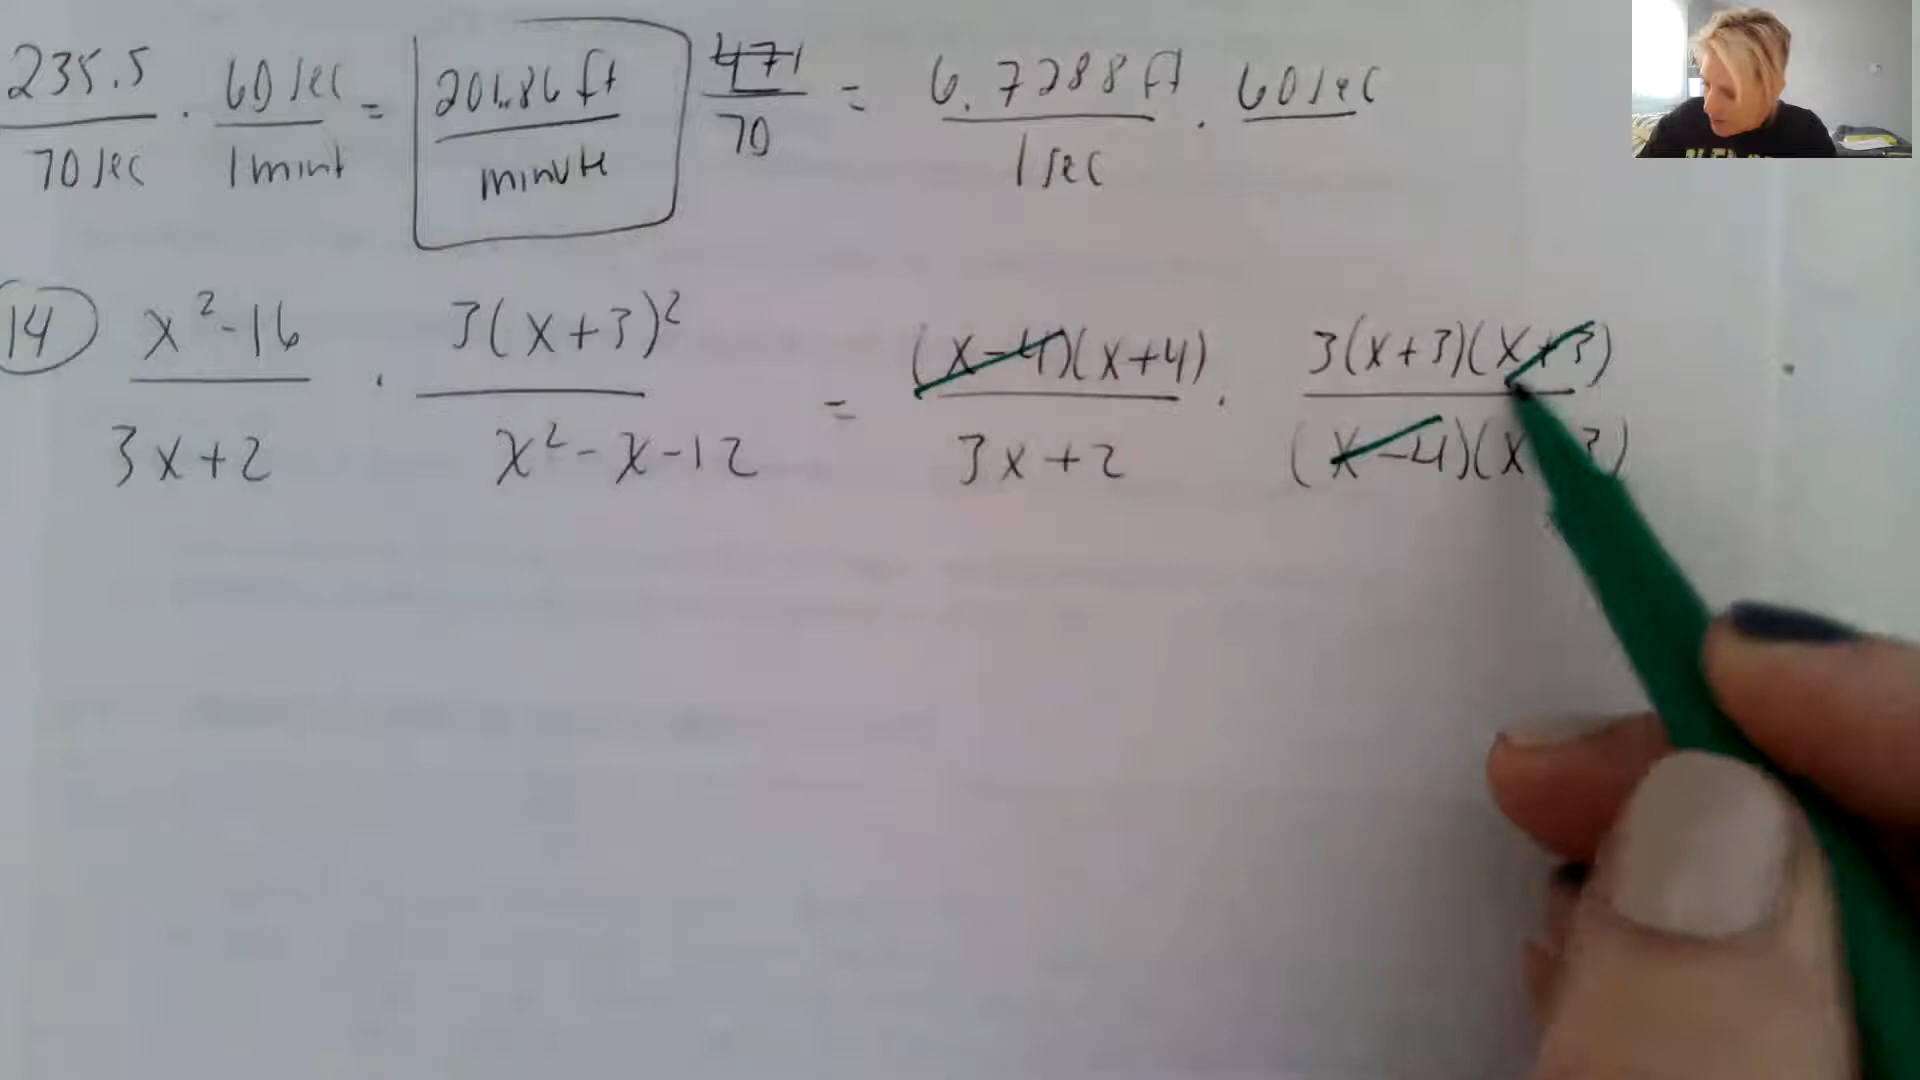 235.5/70 sec · 60 sec/1 mint = 201.86 ft/minute 471/70 = 6.7288 ft/1 sec · 60 sec
14 x²-16/3x+2 · 3(x+3)²/x²-x-12 = (x-4)(x+4)/3x+2 · 3(x+3)(x+3)/(x-4)(x 3)